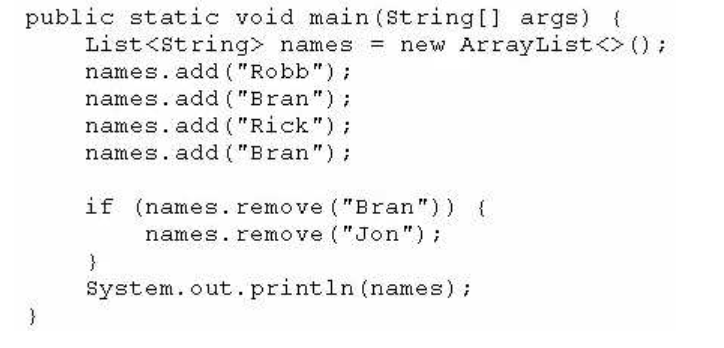 public static void main(String[] args) {
List<String> names = new ArrayList<>();
names.add("Robb");
names.add("Bran");
names.add("Rick");
names.add("Bran");
if (names.remove("Bran")) {
names.remove("Jon");
}
System.out.println(names);
}